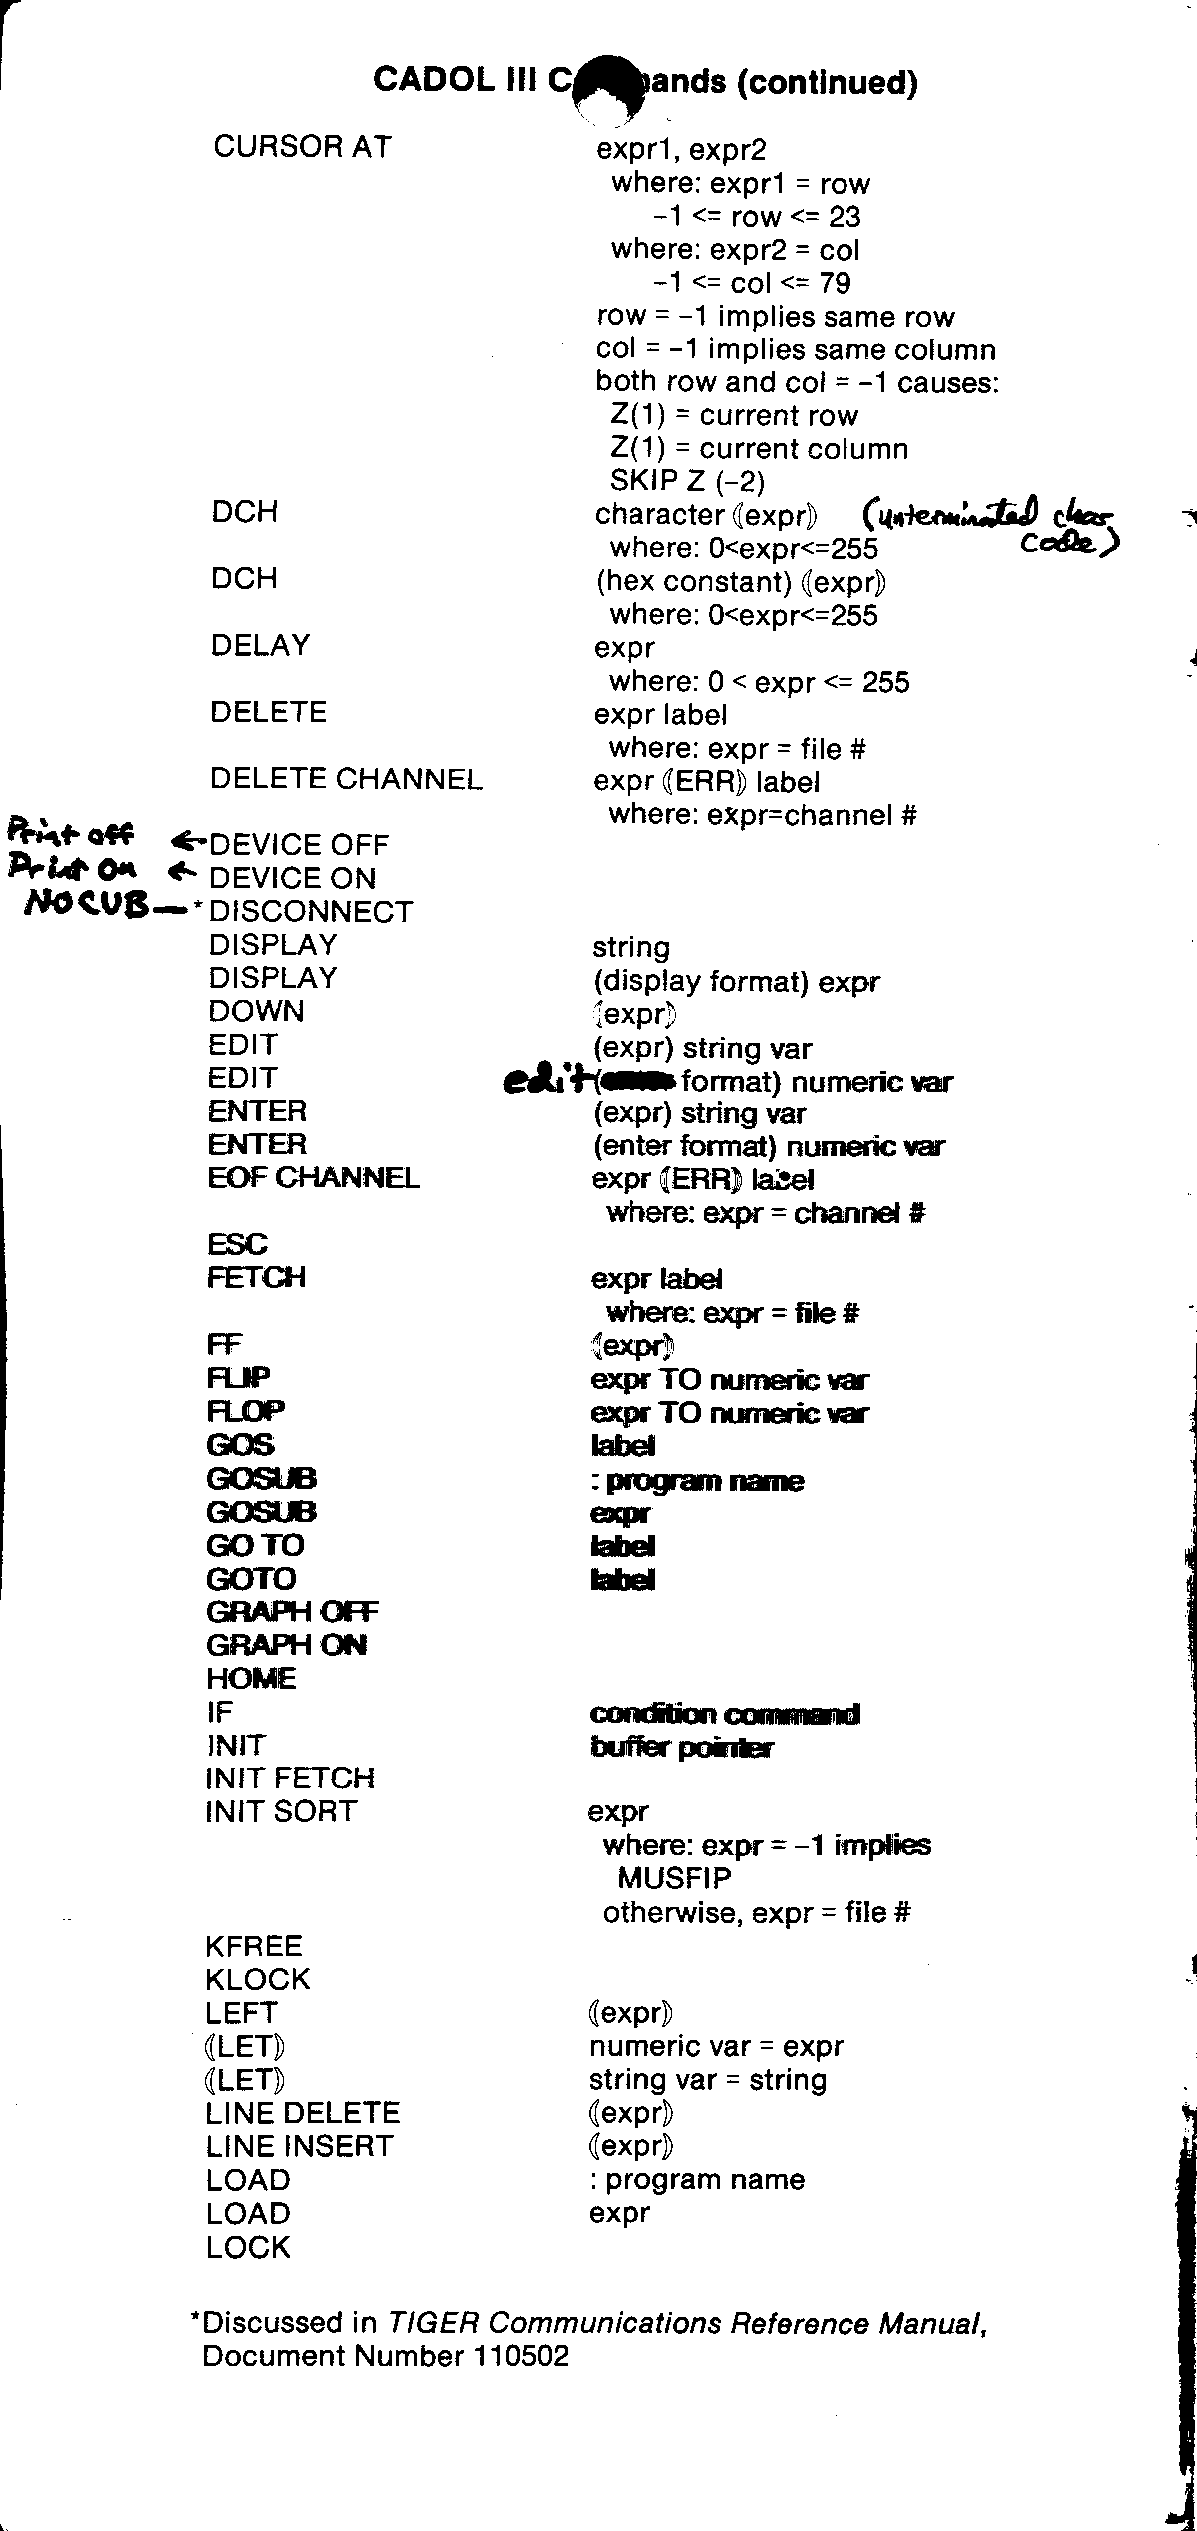 CADOL III C ands (continued)
CURSOR AT expr1, expr2
where: expr1 = row
-1 <= row <= 23
where: expr2 = col
-1 <= col <= 79
row = -1 implies same row
col = -1 implies same column
both row and col = -1 causes:
Z(1) = current row
Z(1) = current column
SKIP Z (-2)
DCH character ⸨expr⸩ (unterminated char
where: 0<expr<=255 code)
DCH (hex constant) ⸨expr⸩
where: 0<expr<=255
DELAY expr
where: 0 < expr <= 255
DELETE expr label
where: expr = file #
DELETE CHANNEL expr ⸨ERR⸩ label
where: expr=channel #
Print off ← DEVICE OFF
Print On ← DEVICE ON
NOCUB — *DISCONNECT
DISPLAY string
DISPLAY (display format) expr
DOWN ⸨expr⸩
EDIT (expr) string var
EDIT edit ( format) numeric var
ENTER (expr) string var
ENTER (enter format) numeric var
EOF CHANNEL expr ⸨ERR⸩ label
where: expr = channel #
ESC
FETCH expr label
where: expr = file #
FF ⸨expr⸩
FLIP expr TO numeric var
FLOP expr TO numeric var
GOS label
GOSUB : program name
GOSUB expr
GO TO label
GOTO label
GRAPH OFF
GRAPH ON
HOME
IF condition command
INIT buffer pointer
INIT FETCH
INIT SORT expr
where: expr = -1 implies
MUSFIP
otherwise, expr = file #
KFREE
KLOCK
LEFT ⸨expr⸩
⸨LET⸩ numeric var = expr
⸨LET⸩ string var = string
LINE DELETE ⸨expr⸩
LINE INSERT ⸨expr⸩
LOAD : program name
LOAD expr
LOCK
*Discussed in TIGER Communications Reference Manual,
Document Number 110502